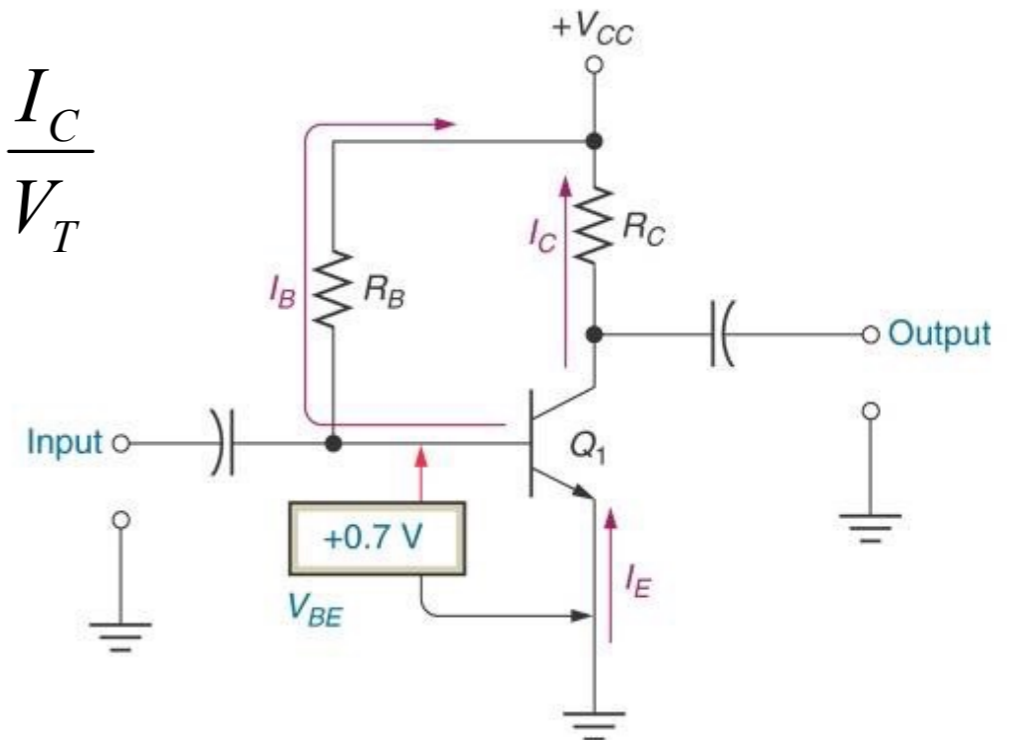 +V_CC
I_C
V_T
I_C
R_C
I_B
R_B
Output
Input
Q_1
+0.7 V
I_E
V_BE